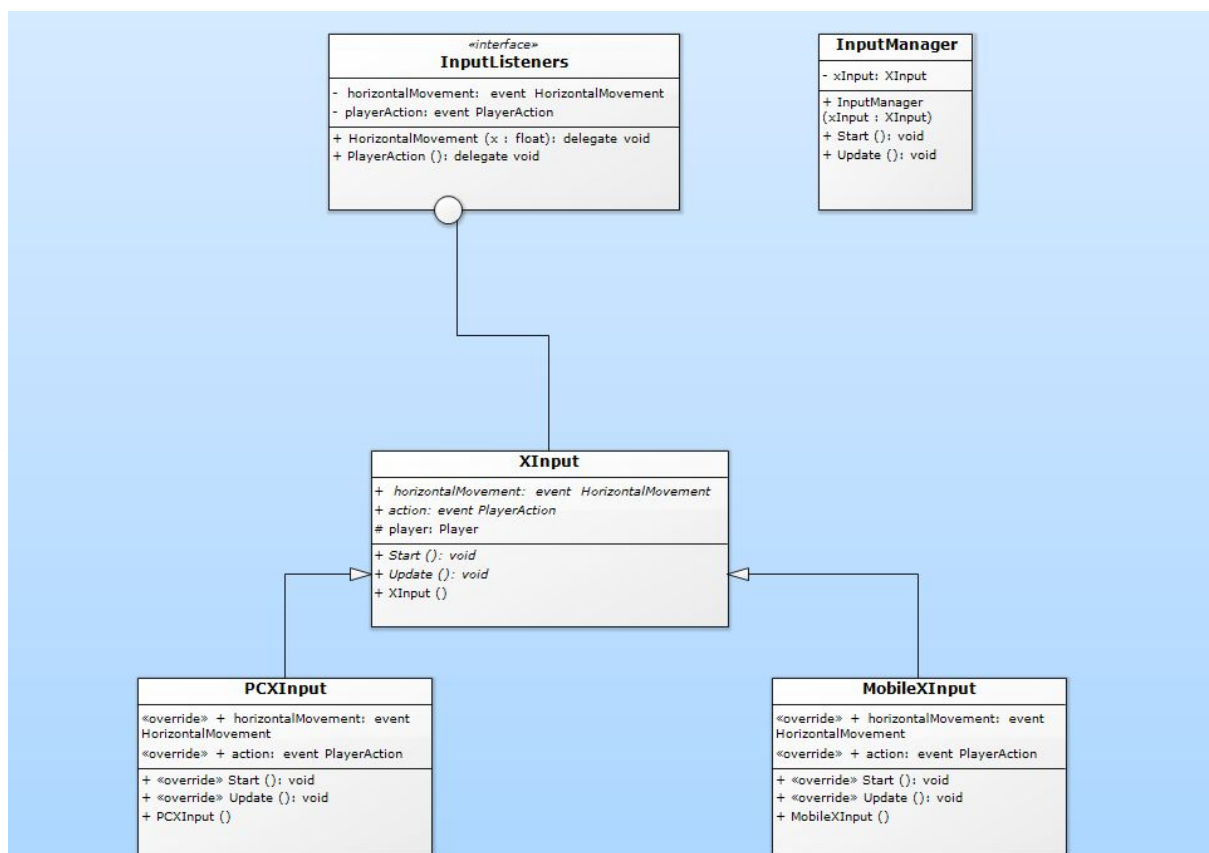 «interface»
InputListeners
- horizontalMovement: event HorizontalMovement
- playerAction: event PlayerAction
+ HorizontalMovement (x : float): delegate void
+ PlayerAction (): delegate void
InputManager
- xInput: XInput
+ InputManager
(xInput : XInput)
+ Start (): void
+ Update (): void
XInput
+ horizontalMovement: event HorizontalMovement
+ action: event PlayerAction
# player: Player
+ Start (): void
+ Update (): void
+ XInput ()
PCXInput
«override» + horizontalMovement: event
HorizontalMovement
«override» + action: event PlayerAction
+ «override» Start (): void
+ «override» Update (): void
+ PCXInput ()
MobileXInput
«override» + horizontalMovement: event
HorizontalMovement
«override» + action: event PlayerAction
+ «override» Start (): void
+ «override» Update (): void
+ MobileXInput ()